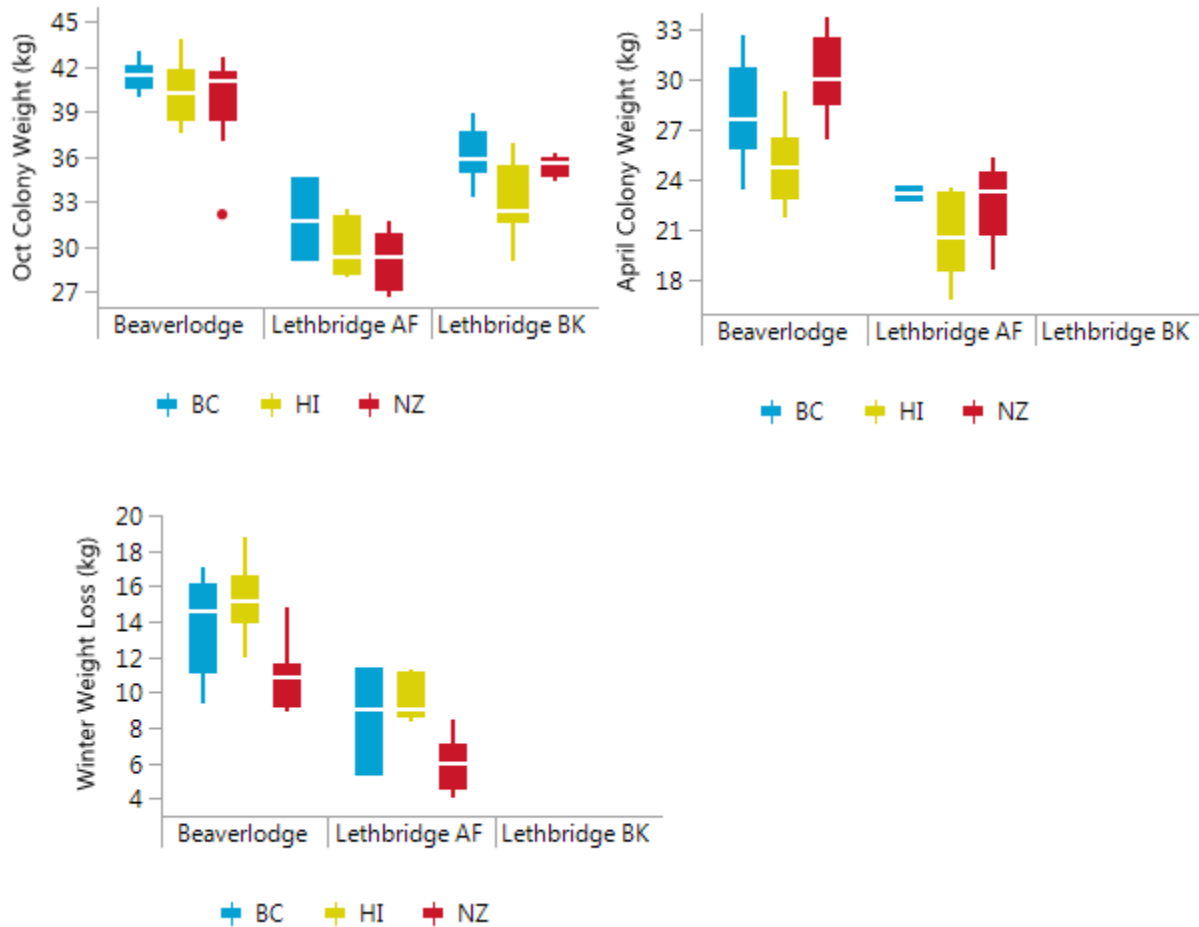 Oct Colony Weight (kg)
45
42
39
36
33
30
27
Beaverlodge Lethbridge AF Lethbridge BK
BC HI NZ
April Colony Weight (kg)
33
30
27
24
21
18
Beaverlodge Lethbridge AF Lethbridge BK
BC HI NZ
Winter Weight Loss (kg)
20
18
16
14
12
10
8
6
4
Beaverlodge Lethbridge AF Lethbridge BK
BC HI NZ